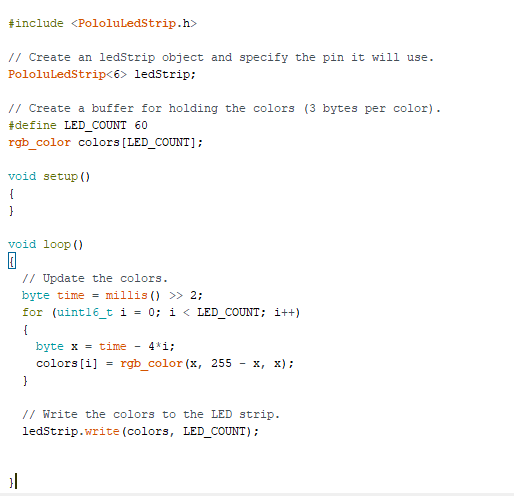 #include <PololuLedStrip.h>
// Create an ledStrip object and specify the pin it will use.
PololuLedStrip<6> ledStrip;
// Create a buffer for holding the colors (3 bytes per color).
#define LED_COUNT 60
rgb_color colors[LED_COUNT];
void setup()
{
}
void loop()
{
  // Update the colors.
  byte time = millis() >> 2;
  for (uint16_t i = 0; i < LED_COUNT; i++)
  {
    byte x = time - 4*i;
    colors[i] = rgb_color(x, 255 - x, x);
  }
  // Write the colors to the LED strip.
  ledStrip.write(colors, LED_COUNT);
}